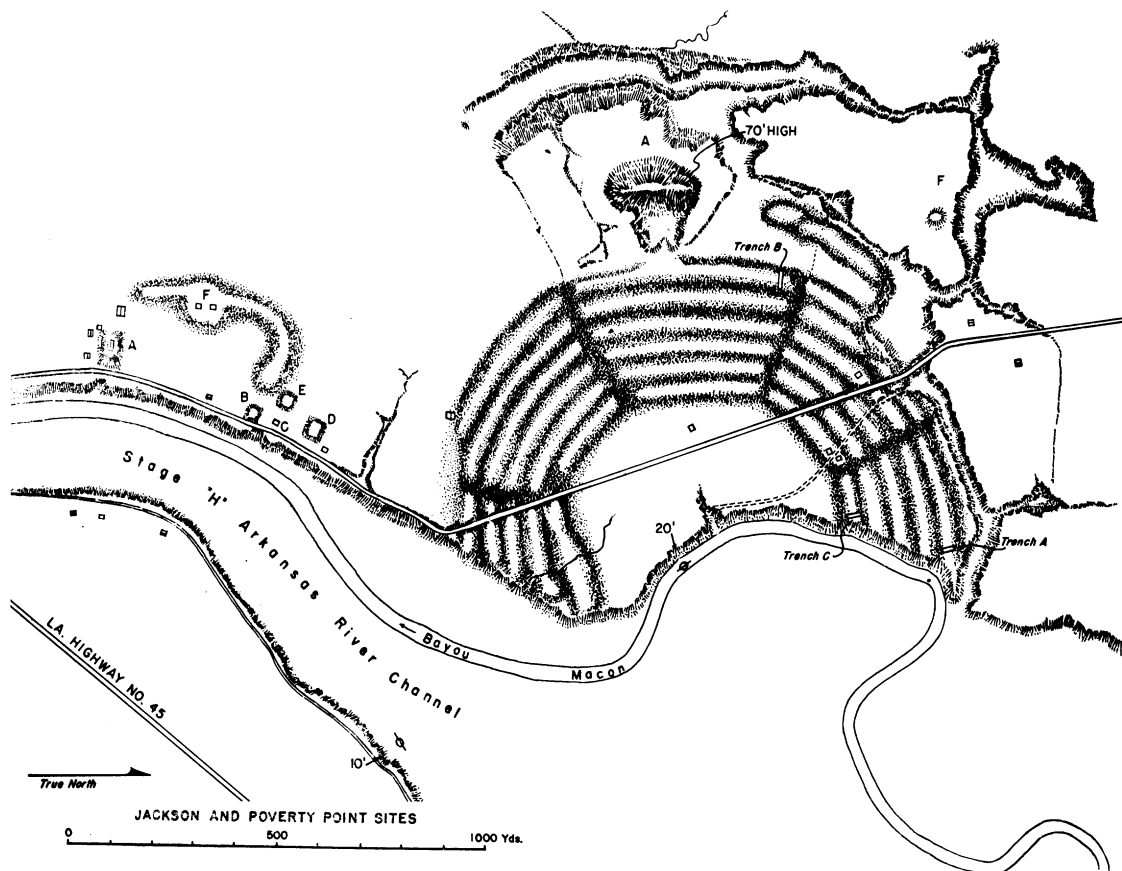 A
70' HIGH
F
Trench B
F
A
B
E
C
D
Stage "H" Arkansas River Channel
20'
Trench C
Trench A
Bayou Macon
LA. HIGHWAY NO. 45
10'
True North
JACKSON AND POVERTY POINT SITES
0 500 1000 Yds.